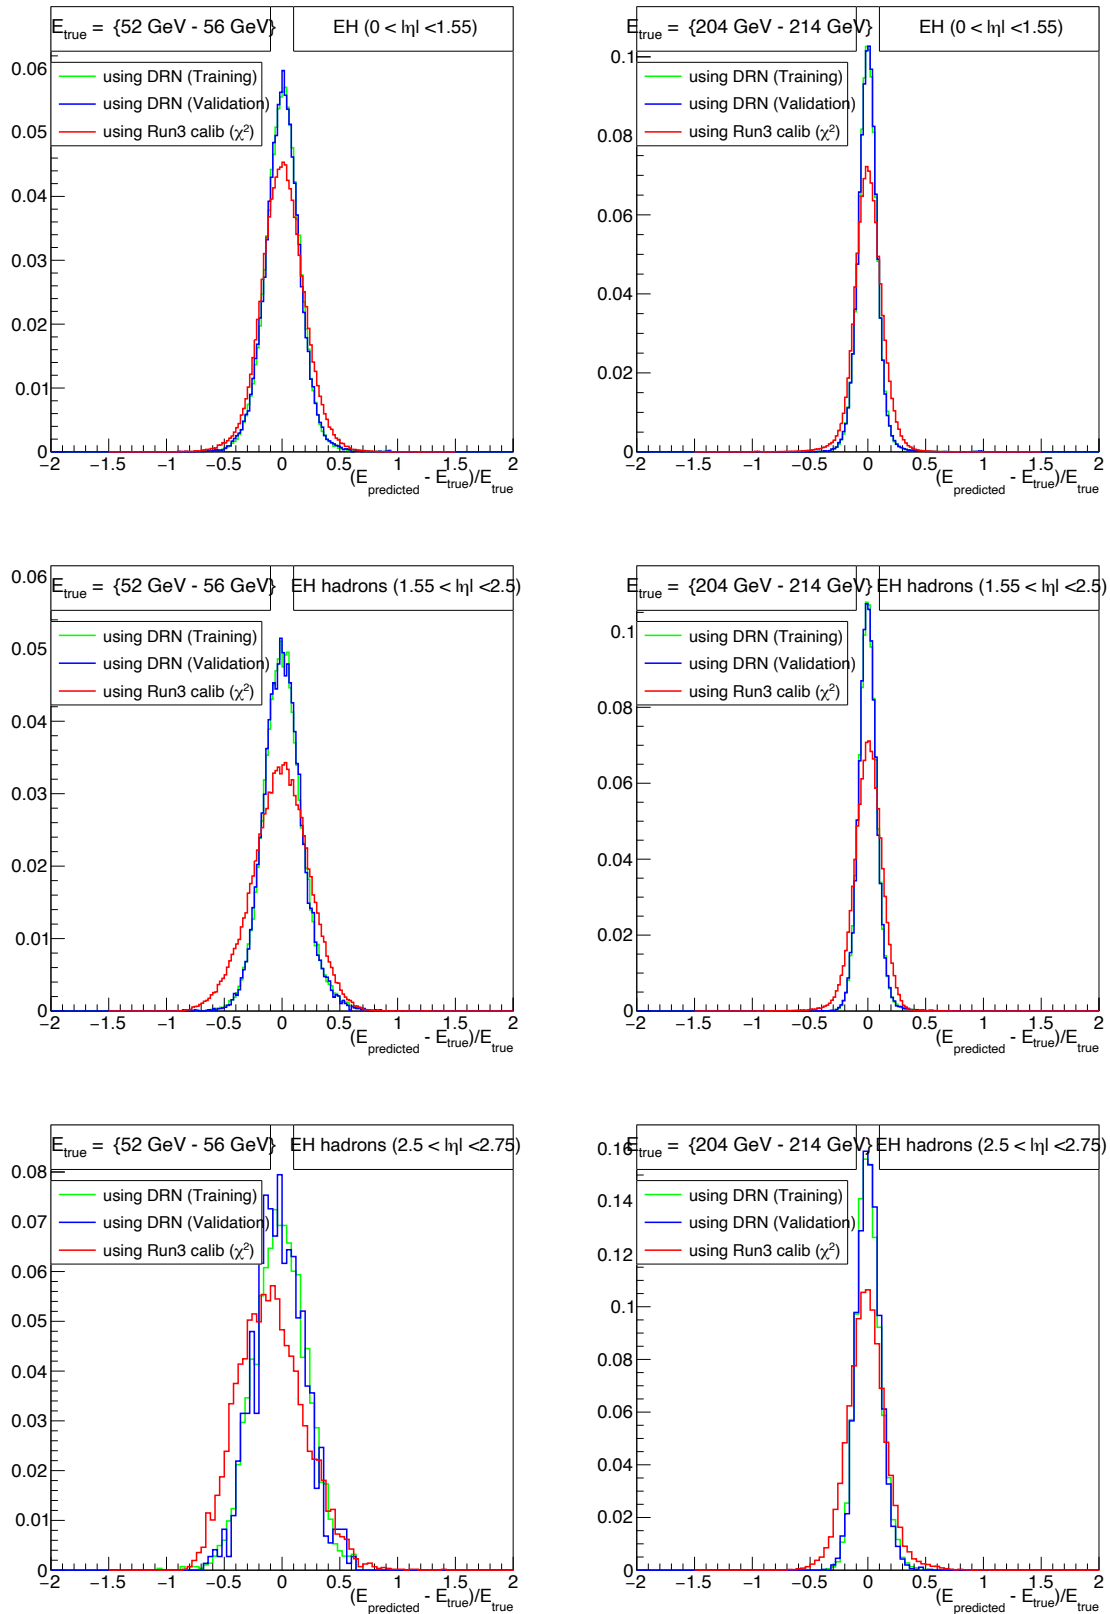 E_true = {52 GeV - 56 GeV} EH (0 < |η| <1.55)
0.06
using DRN (Training)
using DRN (Validation)
0.05
using Run3 calib (χ²)
0.04
0.03
0.02
0.01
0
−2 −1.5 −1 −0.5 0 0.5 1 1.5 2
(E_predicted - E_true)/E_true
E_true = {204 GeV - 214 GeV} EH (0 < |η| <1.55)
0.1
using DRN (Training)
using DRN (Validation)
using Run3 calib (χ²)
0.08
0.06
0.04
0.02
0
−2 −1.5 −1 −0.5 0 0.5 1 1.5 2
(E_predicted - E_true)/E_true
0.06
E_true = {52 GeV - 56 GeV} EH hadrons (1.55 < |η| <2.5)
using DRN (Training)
0.05
using DRN (Validation)
using Run3 calib (χ²)
0.04
0.03
0.02
0.01
0
−2 −1.5 −1 −0.5 0 0.5 1 1.5 2
(E_predicted - E_true)/E_true
E_true = {204 GeV - 214 GeV} EH hadrons (1.55 < |η| <2.5)
0.1
using DRN (Training)
using DRN (Validation)
using Run3 calib (χ²)
0.08
0.06
0.04
0.02
0
−2 −1.5 −1 −0.5 0 0.5 1 1.5 2
(E_predicted - E_true)/E_true
E_true = {52 GeV - 56 GeV} EH hadrons (2.5 < |η| <2.75)
0.08
using DRN (Training)
using DRN (Validation)
0.07
using Run3 calib (χ²)
0.06
0.05
0.04
0.03
0.02
0.01
0
−2 −1.5 −1 −0.5 0 0.5 1 1.5 2
(E_predicted - E_true)/E_true
E_true = {204 GeV - 214 GeV} EH hadrons (2.5 < |η| <2.75)
0.16
using DRN (Training)
0.14
using DRN (Validation)
using Run3 calib (χ²)
0.12
0.1
0.08
0.06
0.04
0.02
0
−2 −1.5 −1 −0.5 0 0.5 1 1.5 2
(E_predicted - E_true)/E_true